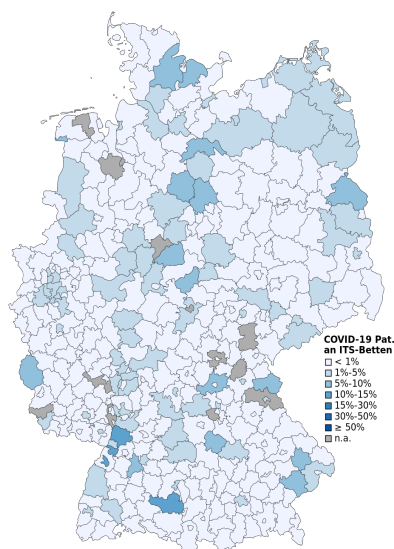 COVID-19 Pat.
an ITS-Betten
< 1%
1%-5%
5%-10%
10%-15%
15%-30%
30%-50%
≥ 50%
n.a.